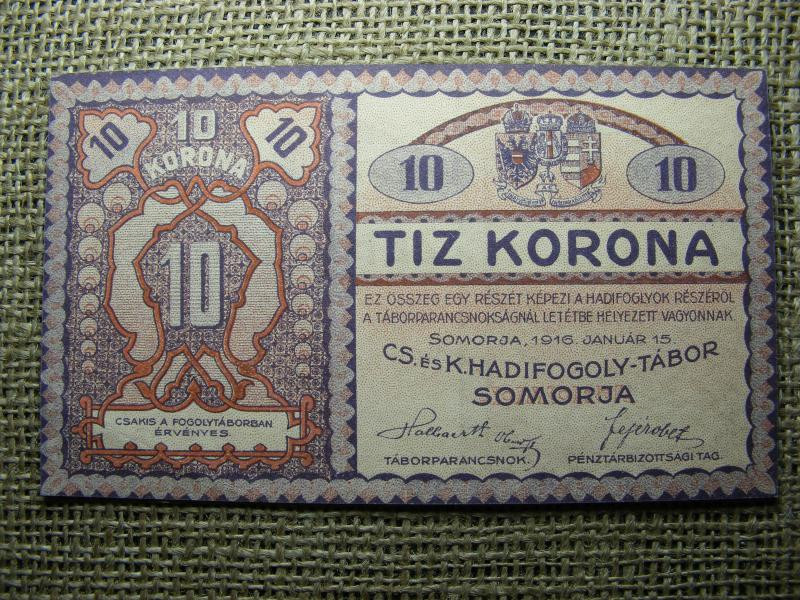 10
10
10
KORONA
10
CSAKIS A FOGOLYTÁBORBAN
ÉRVÉNYES.
10
10
TIZ KORONA
EZ ÖSSZEG EGY RÉSZÉT KÉPEZI A HADIFOGLYOK RÉSZÉRŐL
A TÁBORPARANCSNOKSÁGNÁL LETÉTBE HELYEZETT VAGYONNAK.
SOMORJA, 1916. JANUÁR 15.
CS. és K. HADIFOGOLY-TÁBOR
SOMORJA
TÁBORPARANCSNOK.
PÉNZTÁRBIZOTTSÁGI TAG.